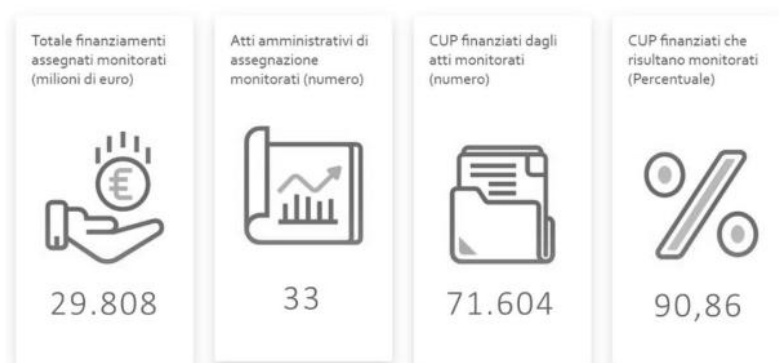 Totale finanziamenti
assegnati monitorati
(milioni di euro)
€
29.808
Atti amministrativi di
assegnazione
monitorati (numero)
33
CUP finanziati dagli
atti monitorati
(numero)
71.604
CUP finanziati che
risultano monitorati
(Percentuale)
90,86